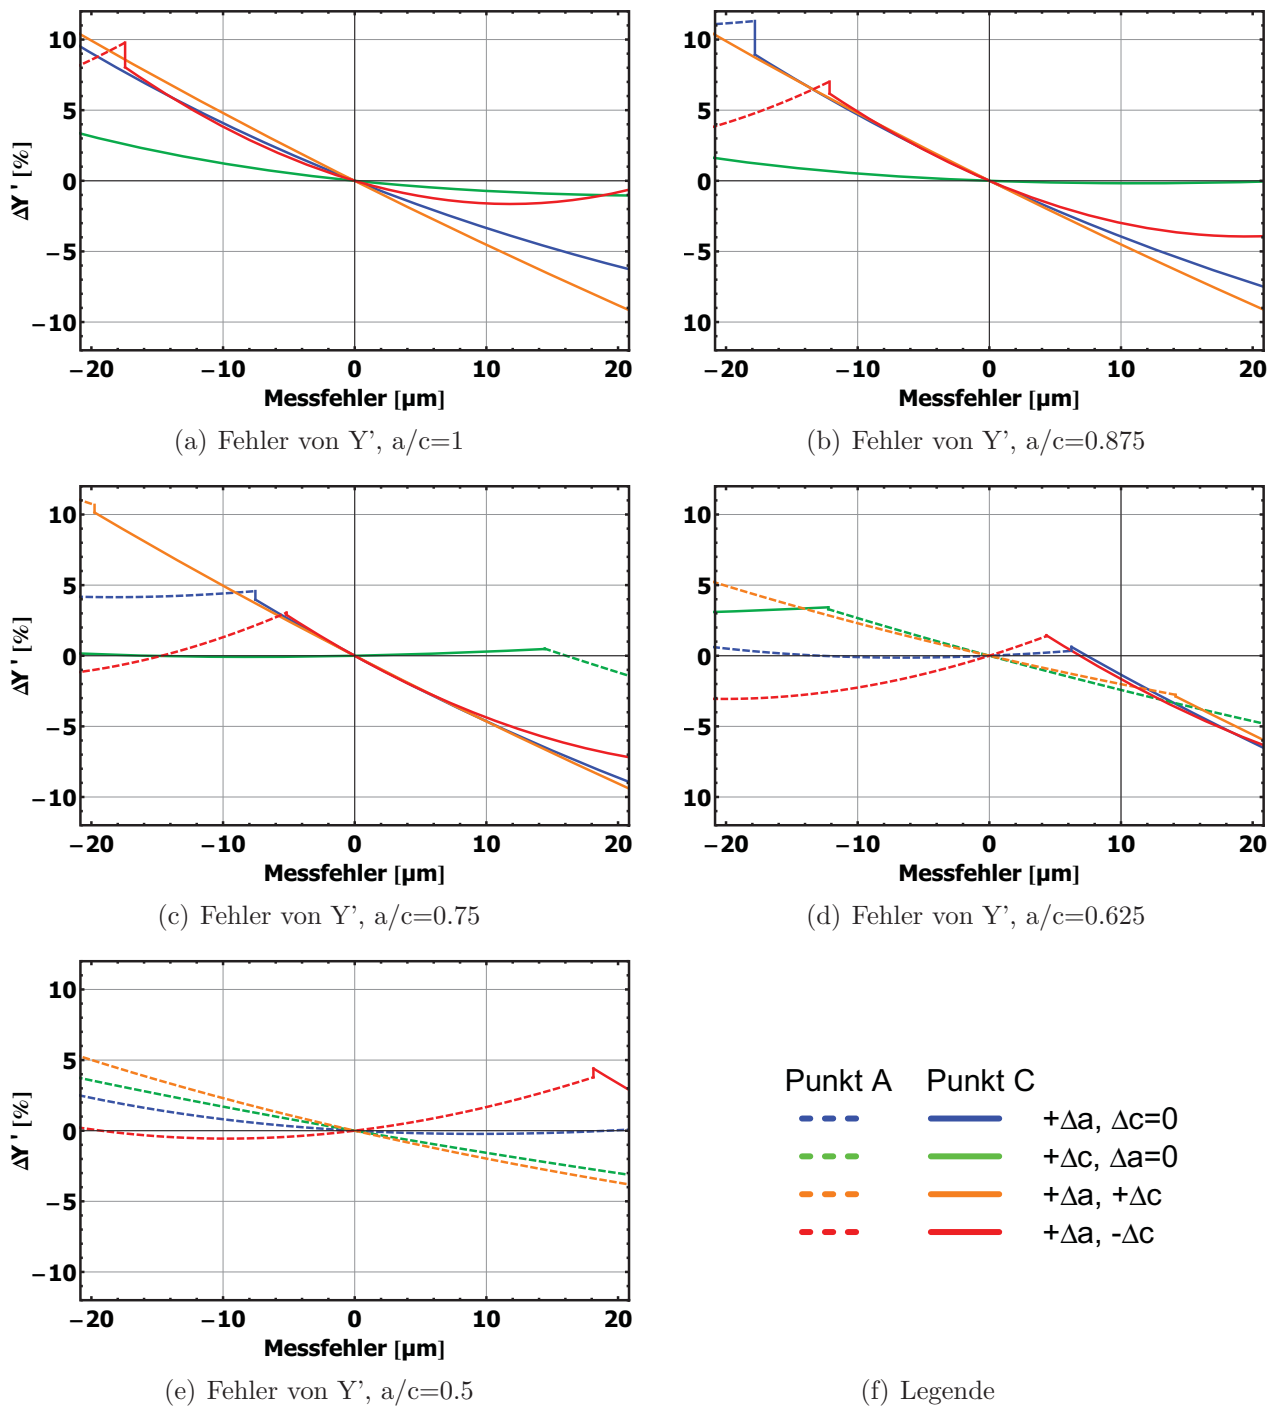 10
5
0
−5
−10
ΔY ' [%]
−20 −10 0 10 20
Messfehler [µm]
(a) Fehler von Y’, a/c=1
10
5
0
−5
10
−20 −10 0 10 20
Messfehler [µm]
(b) Fehler von Y’, a/c=0.875
10
5
0
−5
−10
ΔY ' [%]
−20 −10 0 10 20
Messfehler [µm]
(c) Fehler von Y’, a/c=0.75
10
5
0
−5
10
−20 −10 0 10 20
Messfehler [µm]
(d) Fehler von Y’, a/c=0.625
10
5
0
−5
−10
ΔY ' [%]
−20 −10 0 10 20
Messfehler [µm]
(e) Fehler von Y’, a/c=0.5
Punkt A Punkt C
+Δa, Δc=0
+Δc, Δa=0
+Δa, +Δc
+Δa, -Δc
(f) Legende